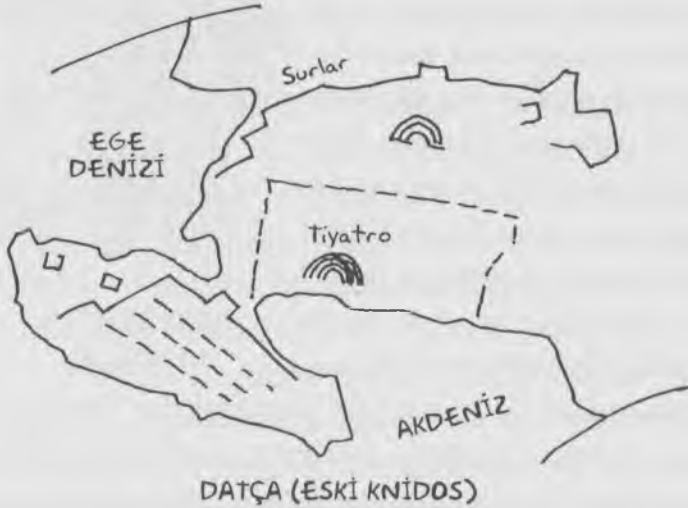 Surlar
EGE
DENİZİ
Tiyatro
AKDENİZ
DATÇA (ESKİ KNİDOS)